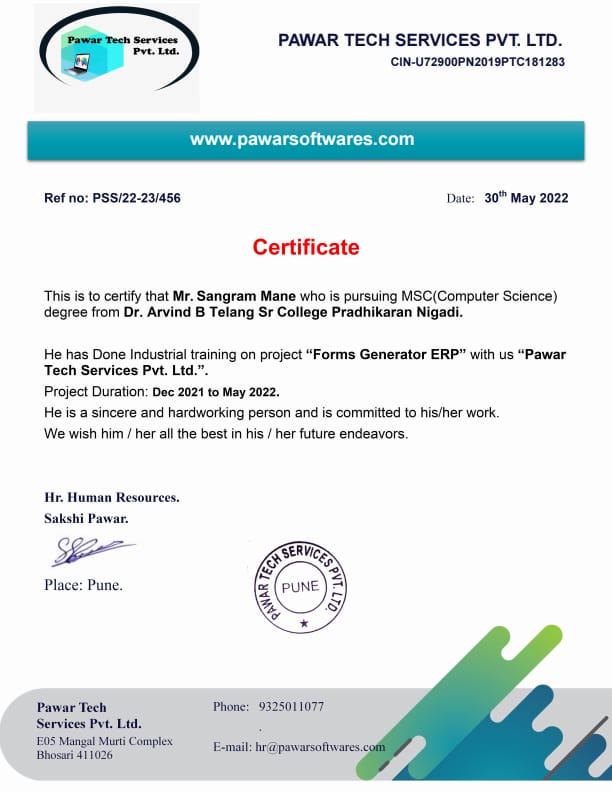 Pawar Tech Services
Pvt. Ltd.
PAWAR TECH SERVICES PVT. LTD.
CIN-U72900PN2019PTC181283
www.pawarsoftwares.com
Ref no: PSS/22-23/456 Date: 30th May 2022
Certificate
This is to certify that Mr. Sangram Mane who is pursuing MSC(Computer Science)
degree from Dr. Arvind B Telang Sr College Pradhikaran Nigadi.
He has Done Industrial training on project “Forms Generator ERP” with us “Pawar
Tech Services Pvt. Ltd.”.
Project Duration: Dec 2021 to May 2022.
He is a sincere and hardworking person and is committed to his/her work.
We wish him / her all the best in his / her future endeavors.
Hr. Human Resources.
Sakshi Pawar.
Place: Pune.
PAWAR TECH SERVICES PVT. LTD.
PUNE
Pawar Tech
Services Pvt. Ltd.
E05 Mangal Murti Complex
Bhosari 411026
Phone: 9325011077
.
E-mail: hr@pawarsoftwares.com